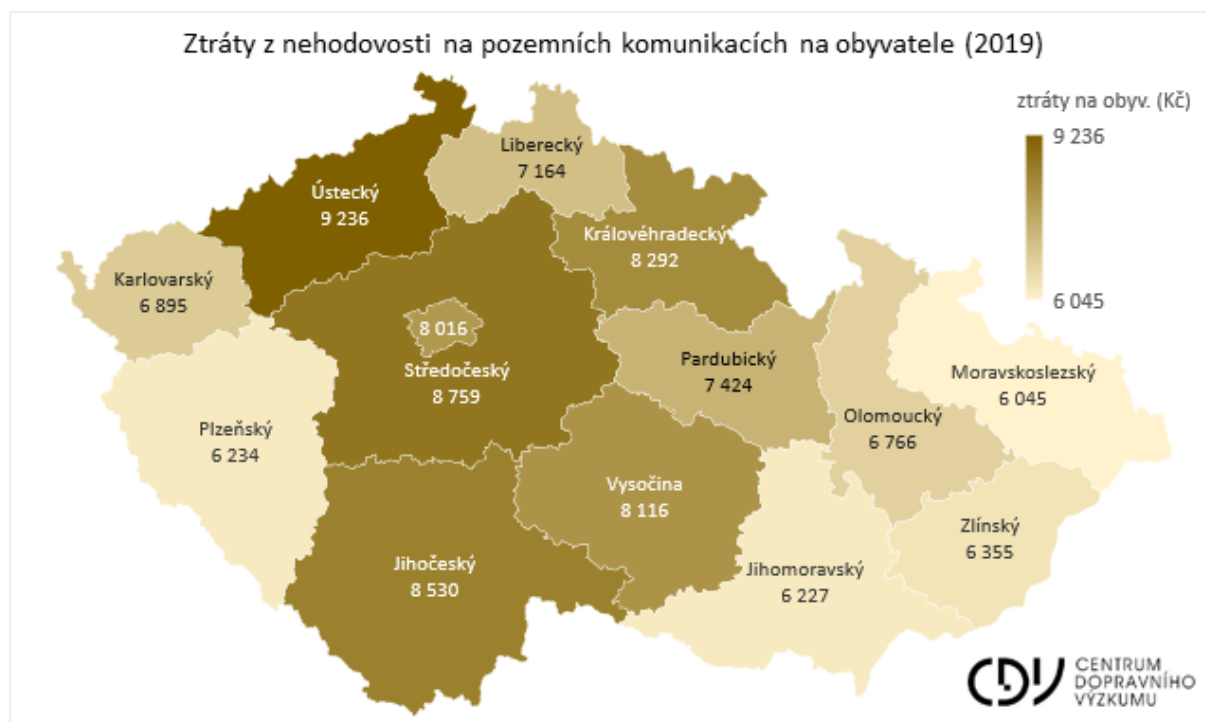 Ztráty z nehodovosti na pozemních komunikacích na obyvatele (2019)
ztráty na obyv. (Kč)
9 236
6 045
Liberecký
7 164
Ústecký
9 236
Královéhradecký
8 292
Karlovarský
6 895
8 016
Středočeský
8 759
Pardubický
7 424
Moravskoslezský
6 045
Olomoucký
6 766
Plzeňský
6 234
Vysočina
8 116
Zlínský
6 355
Jihočeský
8 530
Jihomoravský
6 227
CDV
CENTRUM
DOPRAVNÍHO
VÝZKUMU